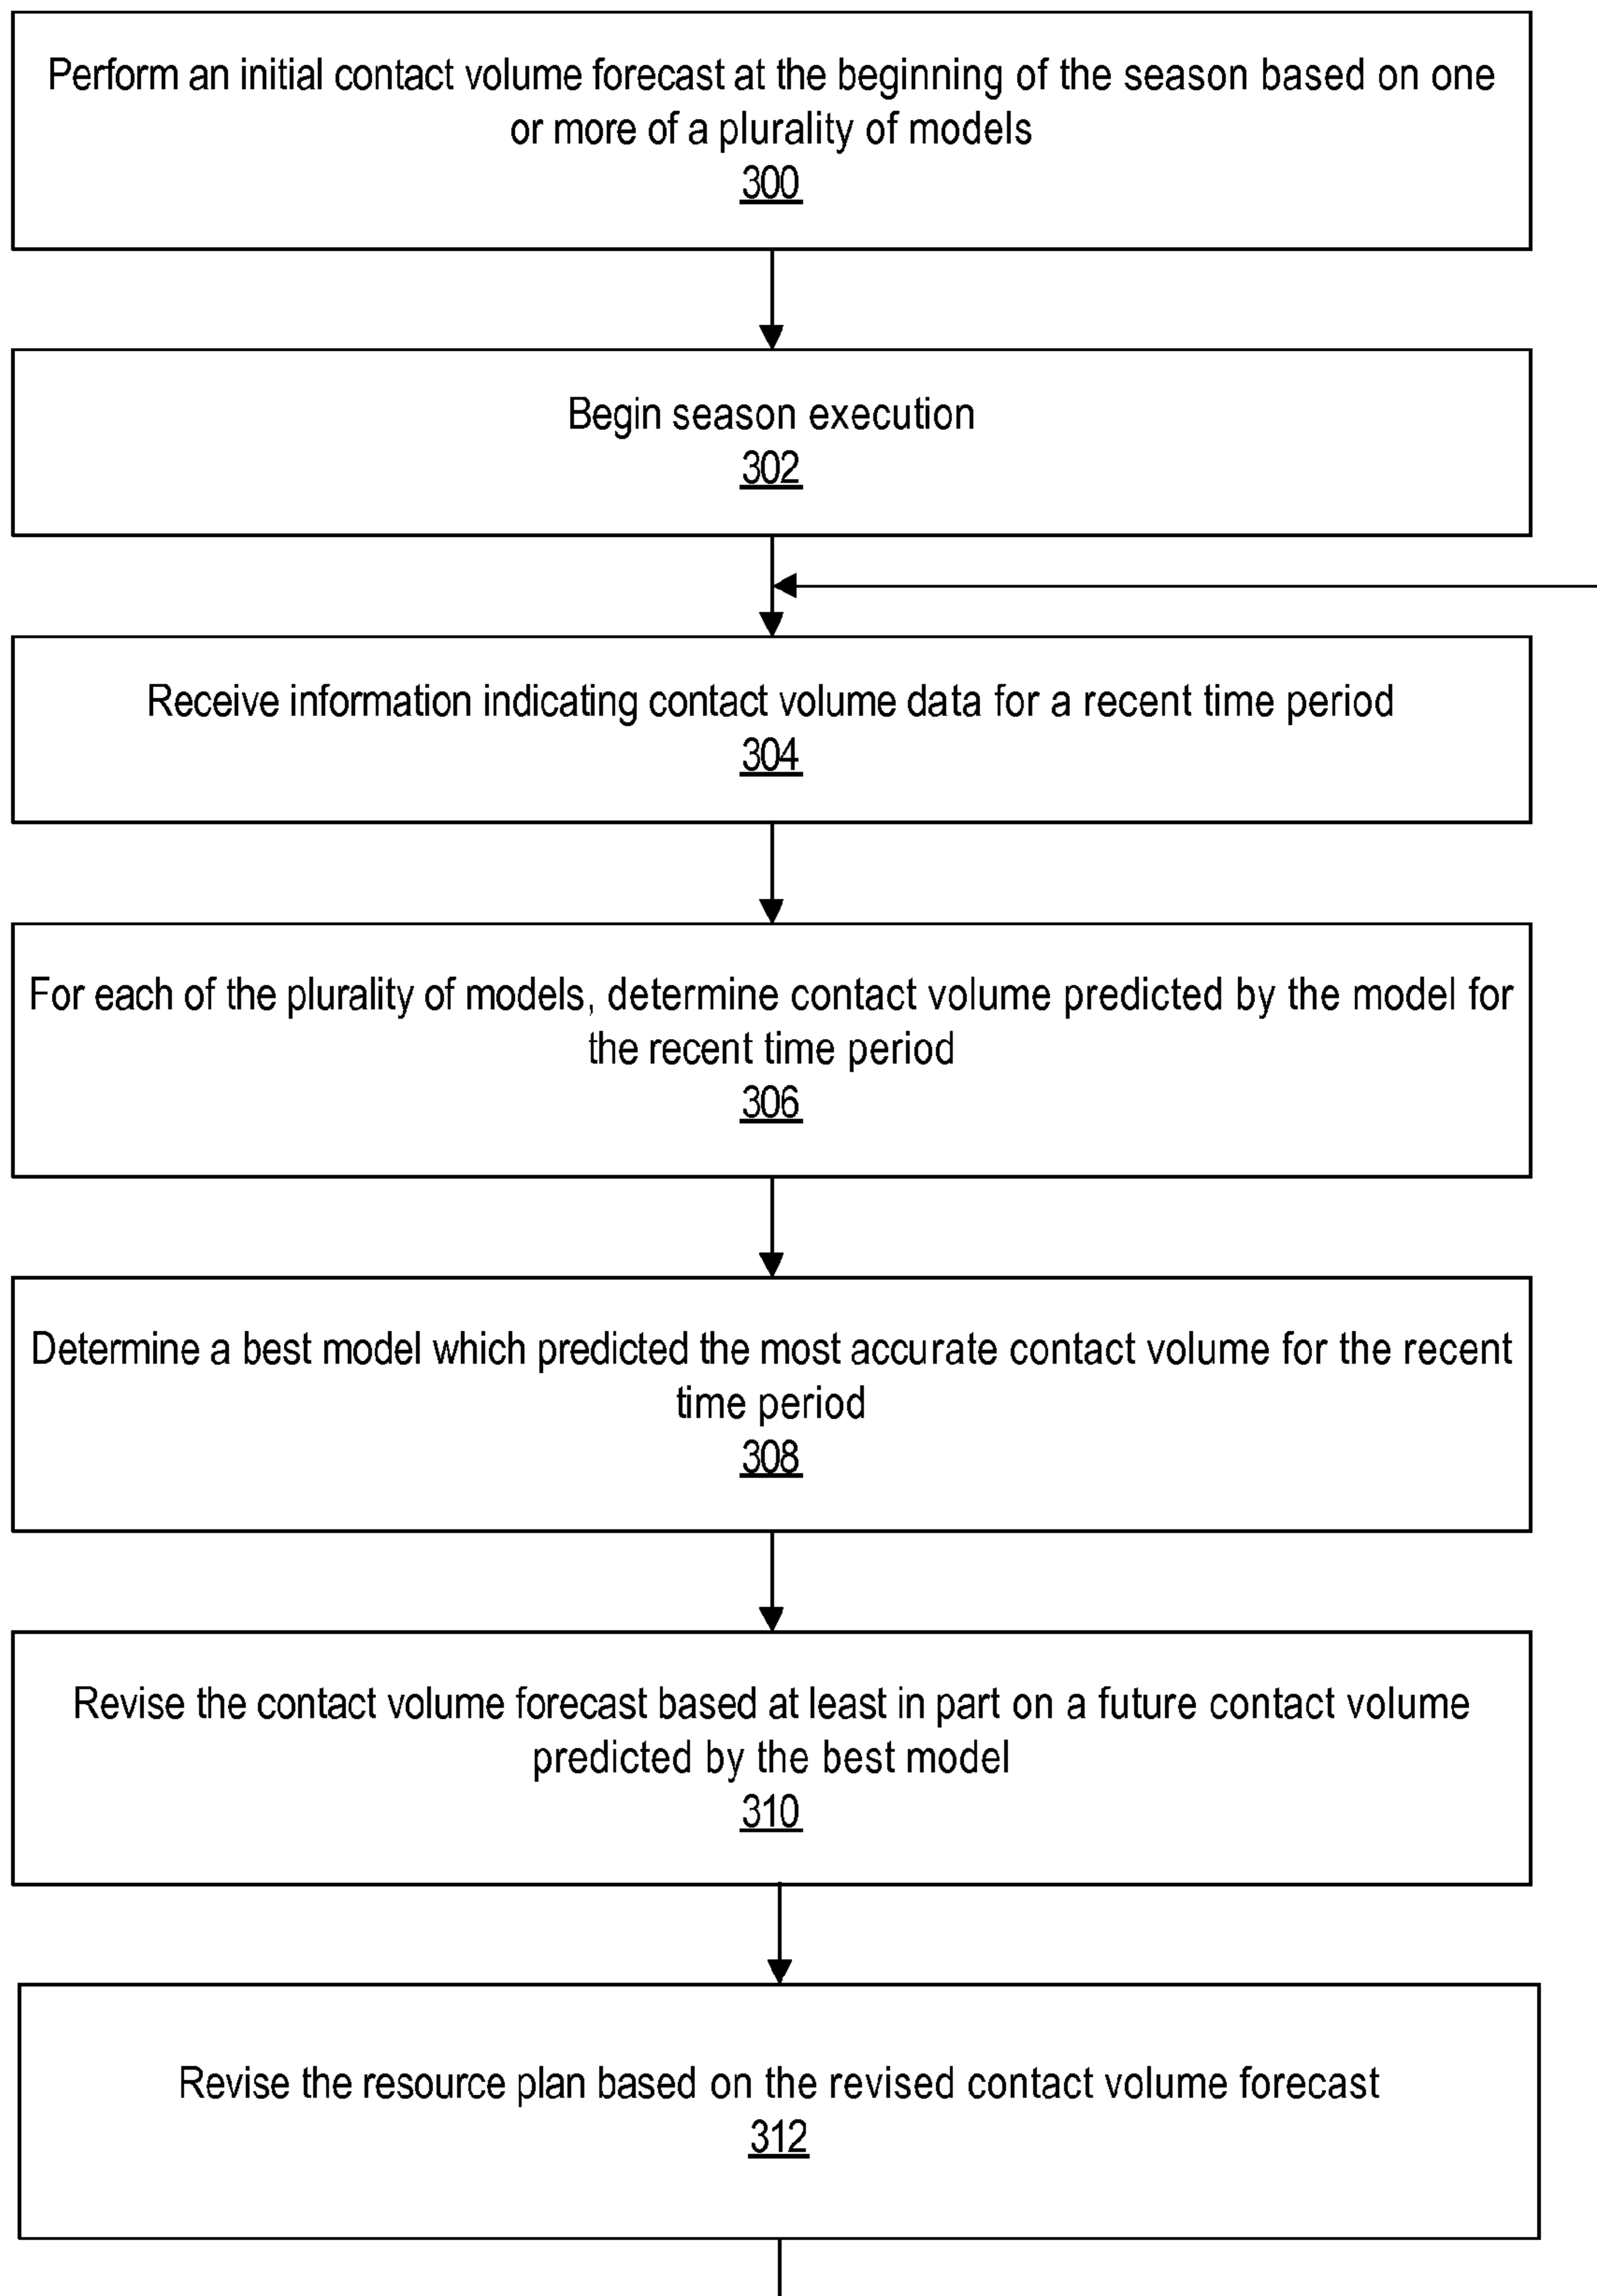 Perform an initial contact volume forecast at the beginning of the season based on one
or more of a plurality of models
300
Begin season execution
302
Receive information indicating contact volume data for a recent time period
304
For each of the plurality of models, determine contact volume predicted by the model for
the recent time period
306
Determine a best model which predicted the most accurate contact volume for the recent
time period
308
Revise the contact volume forecast based at least in part on a future contact volume
predicted by the best model
310
Revise the resource plan based on the revised contact volume forecast
312